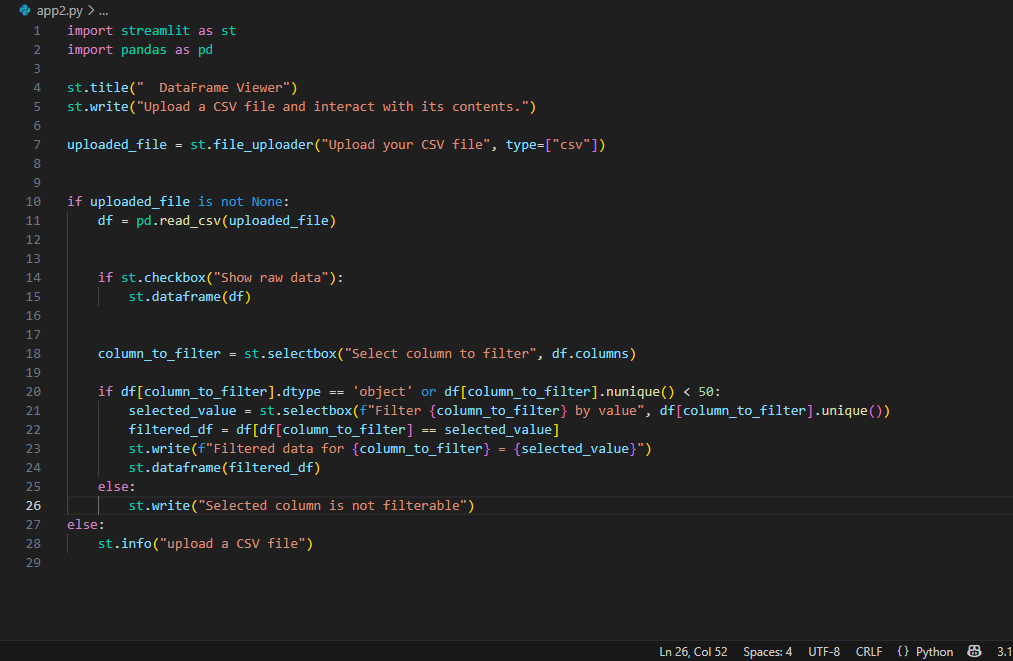 app2.py > ...
1 import streamlit as st
2 import pandas as pd
3
4 st.title("  DataFrame Viewer")
5 st.write("Upload a CSV file and interact with its contents.")
6
7 uploaded_file = st.file_uploader("Upload your CSV file", type=["csv"])
8
9
10 if uploaded_file is not None:
11     df = pd.read_csv(uploaded_file)
12
13
14     if st.checkbox("Show raw data"):
15         st.dataframe(df)
16
17
18     column_to_filter = st.selectbox("Select column to filter", df.columns)
19
20     if df[column_to_filter].dtype == 'object' or df[column_to_filter].nunique() < 50:
21         selected_value = st.selectbox(f"Filter {column_to_filter} by value", df[column_to_filter].unique())
22         filtered_df = df[df[column_to_filter] == selected_value]
23         st.write(f"Filtered data for {column_to_filter} = {selected_value}")
24         st.dataframe(filtered_df)
25     else:
26         st.write("Selected column is not filterable")
27 else:
28     st.info("upload a CSV file")
29
Ln 26, Col 52 Spaces: 4 UTF-8 CRLF {} Python 3.1